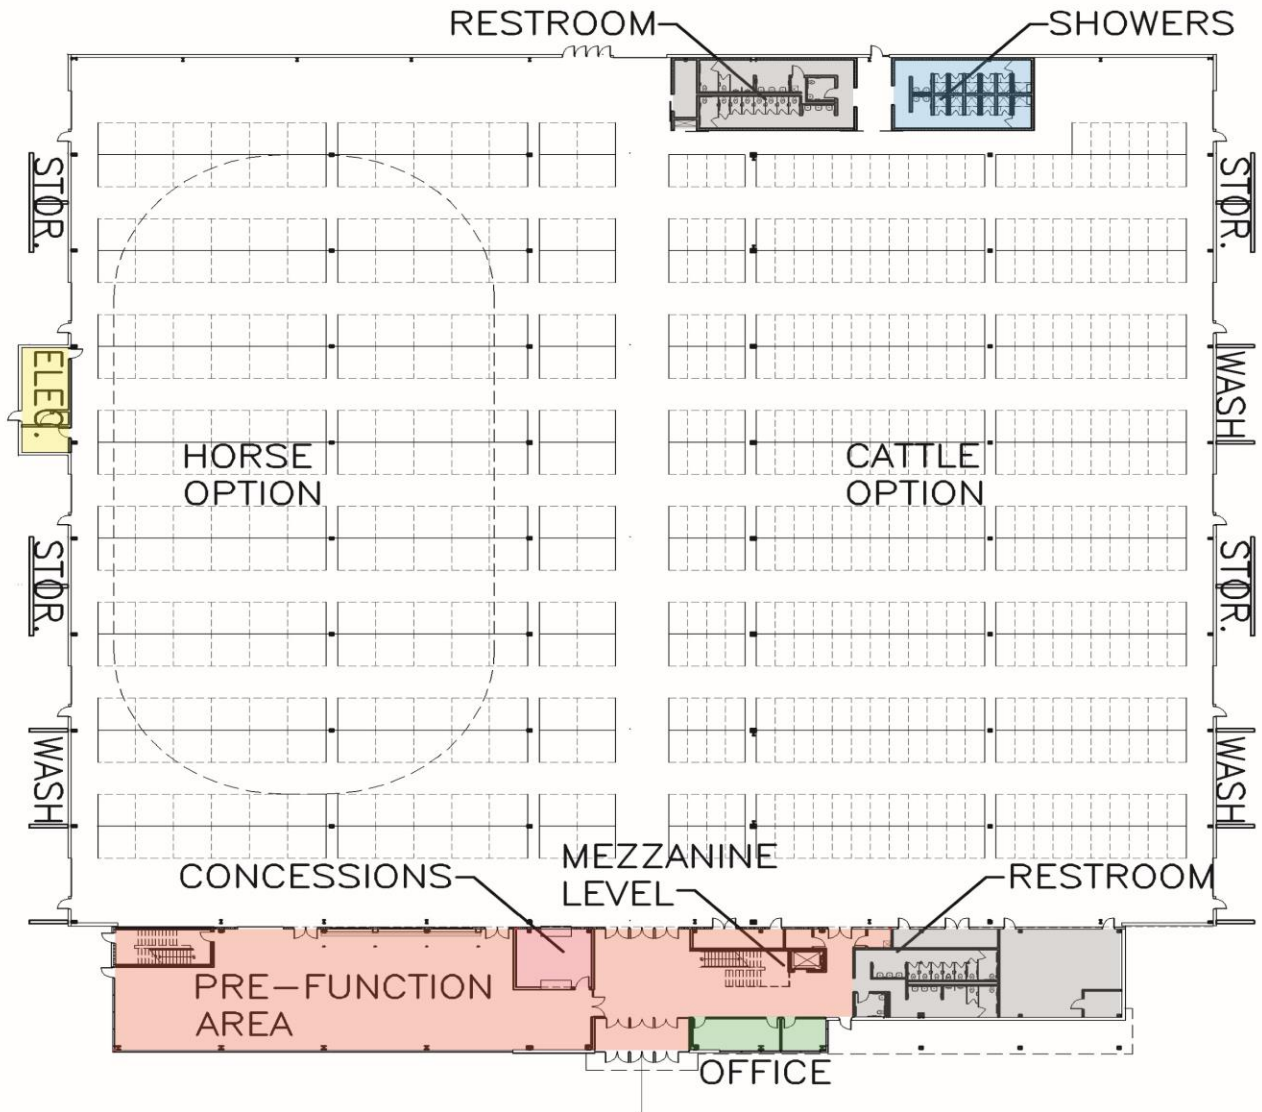 RESTROOM
SHOWERS
STOR.
STOR.
ELEC.
WASH
HORSE
OPTION
CATTLE
OPTION
STOR.
STOR.
WASH
WASH
CONCESSIONS
MEZZANINE
LEVEL
RESTROOM
PRE-FUNCTION
AREA
OFFICE